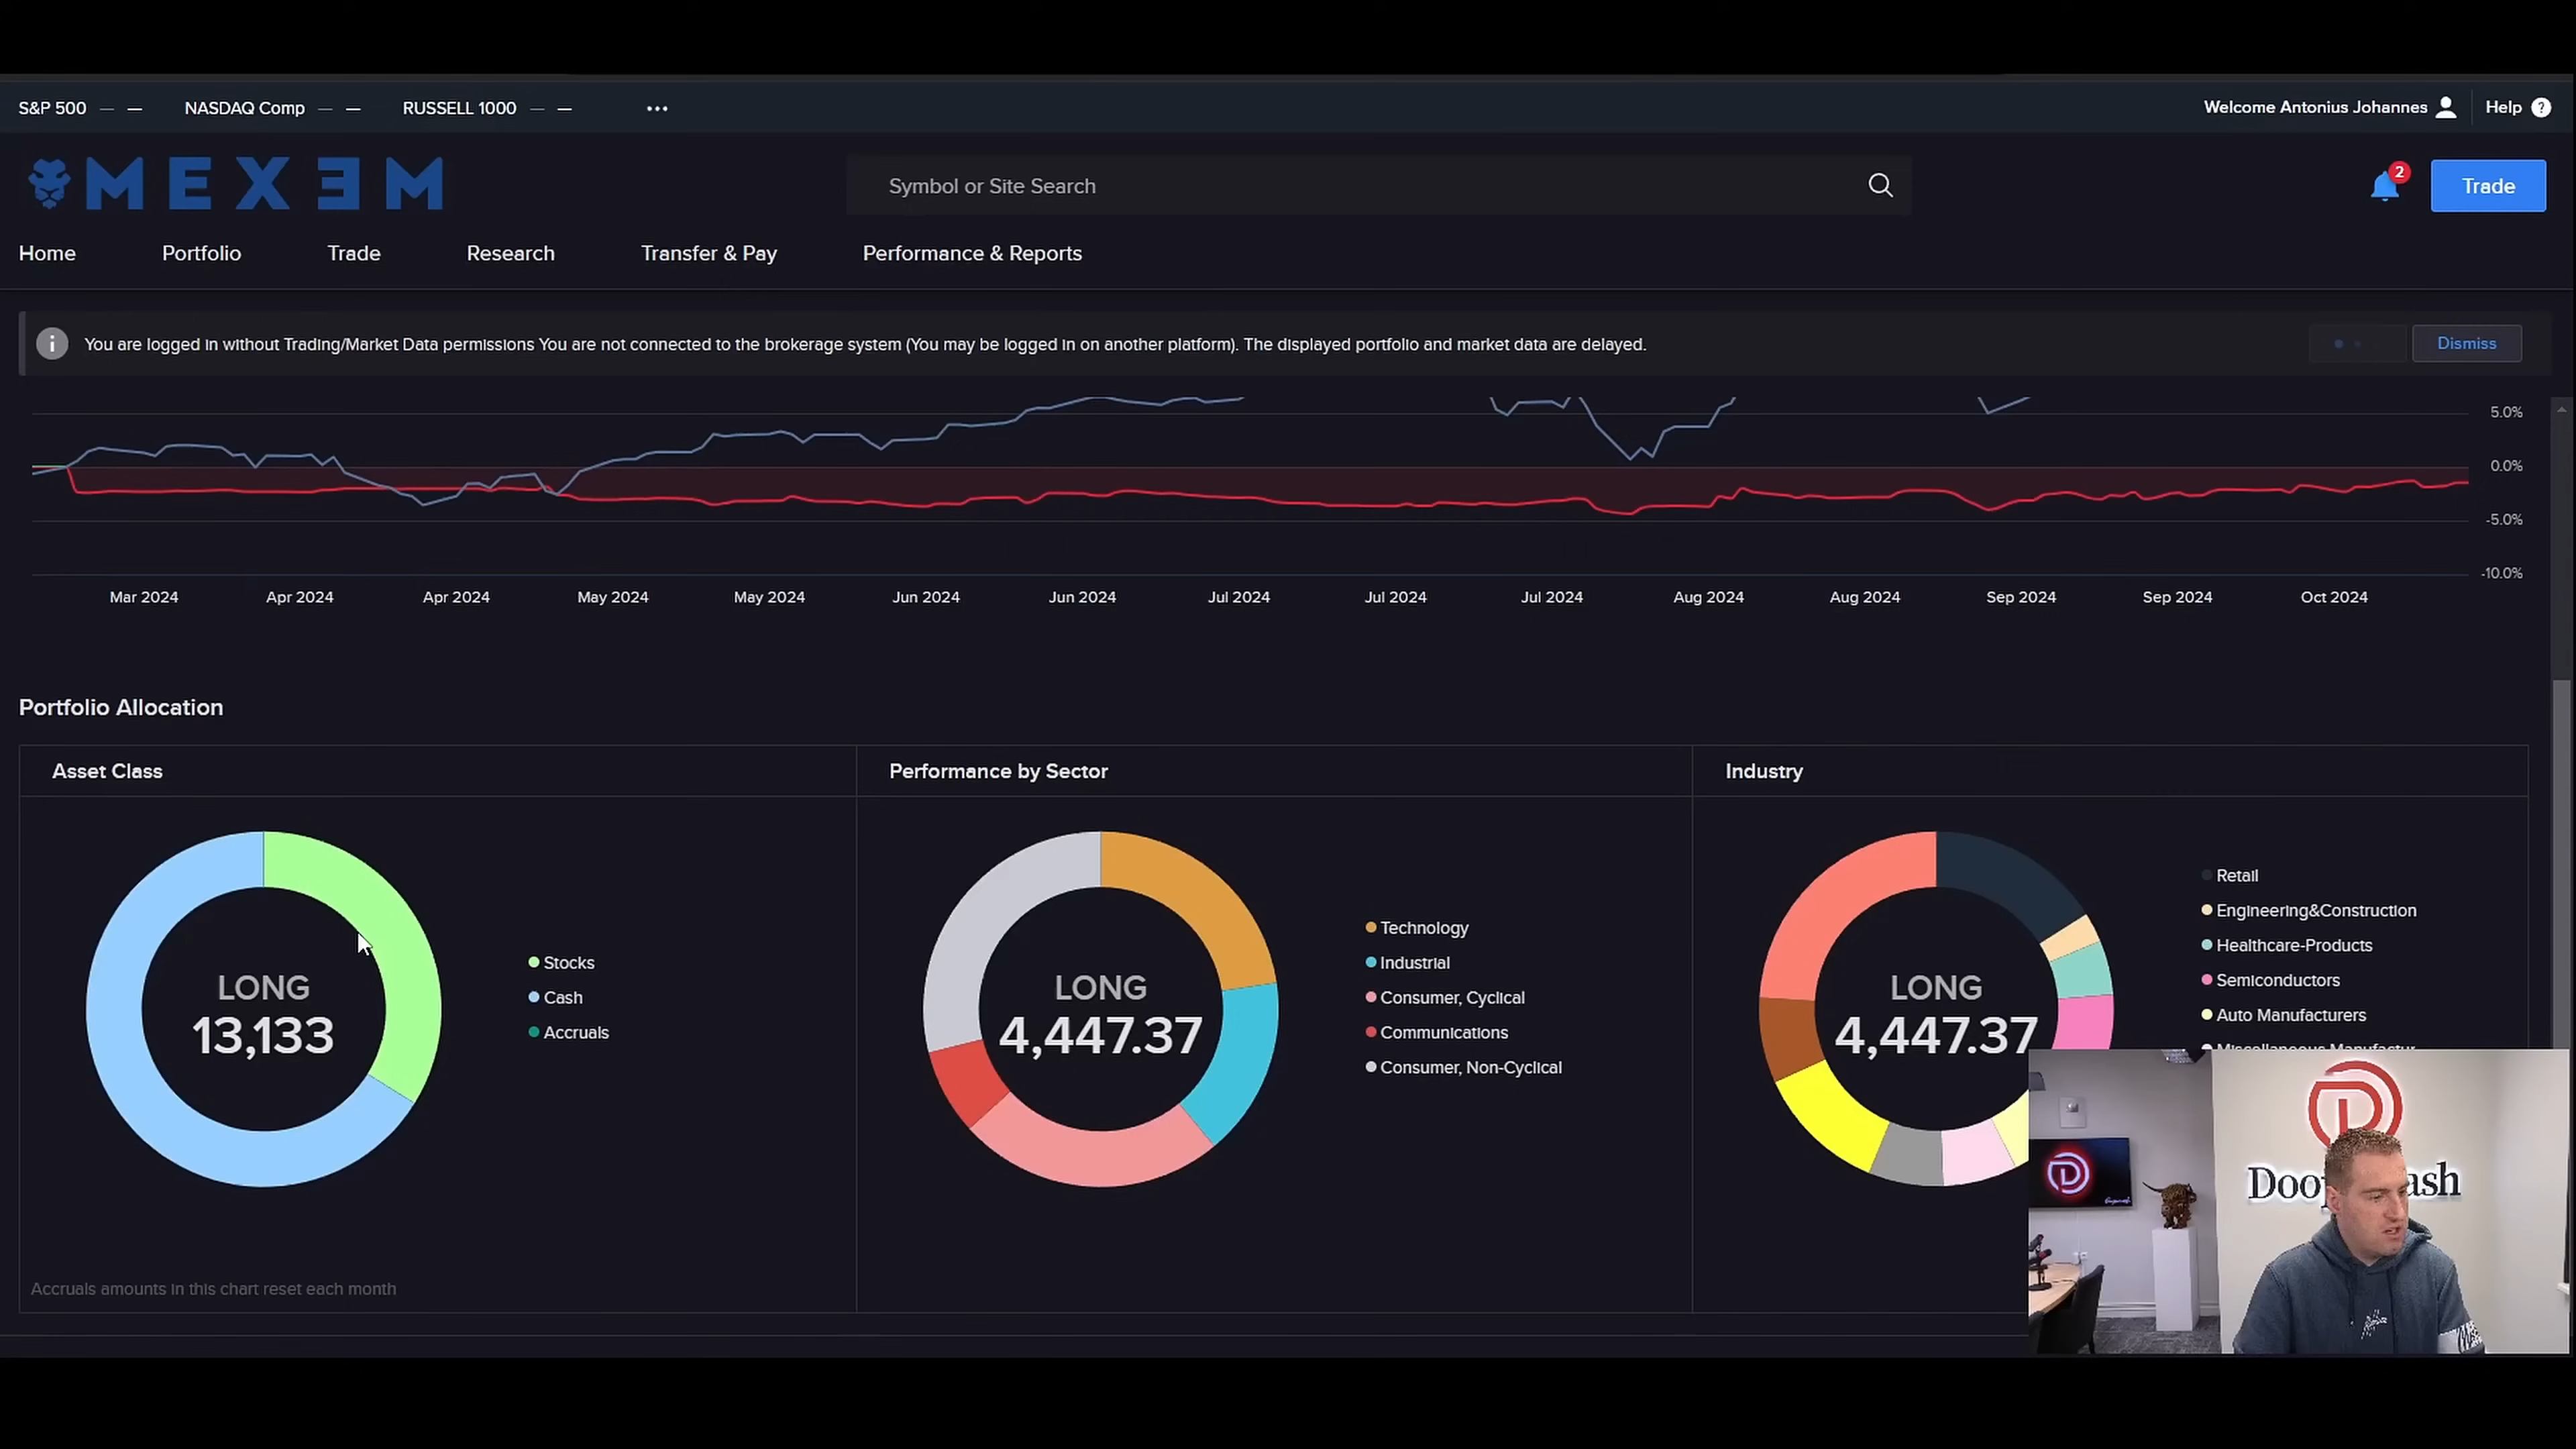 S&P 500 — — NASDAQ Comp — — RUSSELL 1000 — — •••
Welcome Antonius Johannes Help ?
MEXEM
Symbol or Site Search
2
Trade
Home Portfolio Trade Research Transfer & Pay Performance & Reports
You are logged in without Trading/Market Data permissions You are not connected to the brokerage system (You may be logged in on another platform). The displayed portfolio and market data are delayed.
Dismiss
5.0%
0.0%
-5.0%
-10.0%
Mar 2024 Apr 2024 Apr 2024 May 2024 May 2024 Jun 2024 Jun 2024 Jul 2024 Jul 2024 Jul 2024 Aug 2024 Aug 2024 Sep 2024 Sep 2024 Oct 2024
Portfolio Allocation
Asset Class
LONG
13,133
Stocks
Cash
Accruals
Accruals amounts in this chart reset each month
Performance by Sector
LONG
4,447.37
Technology
Industrial
Consumer, Cyclical
Communications
Consumer, Non-Cyclical
Industry
LONG
4,447.37
Retail
Engineering&Construction
Healthcare-Products
Semiconductors
Auto Manufacturers